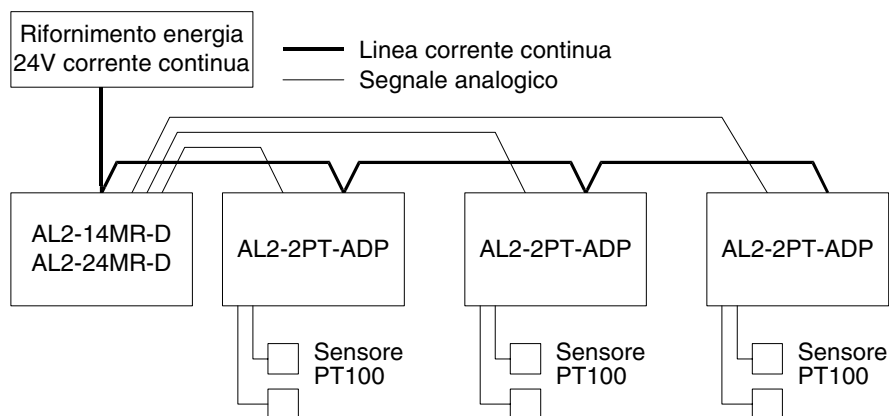 Rifornimento energia
24V corrente continua
Linea corrente continua
Segnale analogico
AL2-14MR-D
AL2-24MR-D
AL2-2PT-ADP
AL2-2PT-ADP
AL2-2PT-ADP
Sensore
PT100
Sensore
PT100
Sensore
PT100